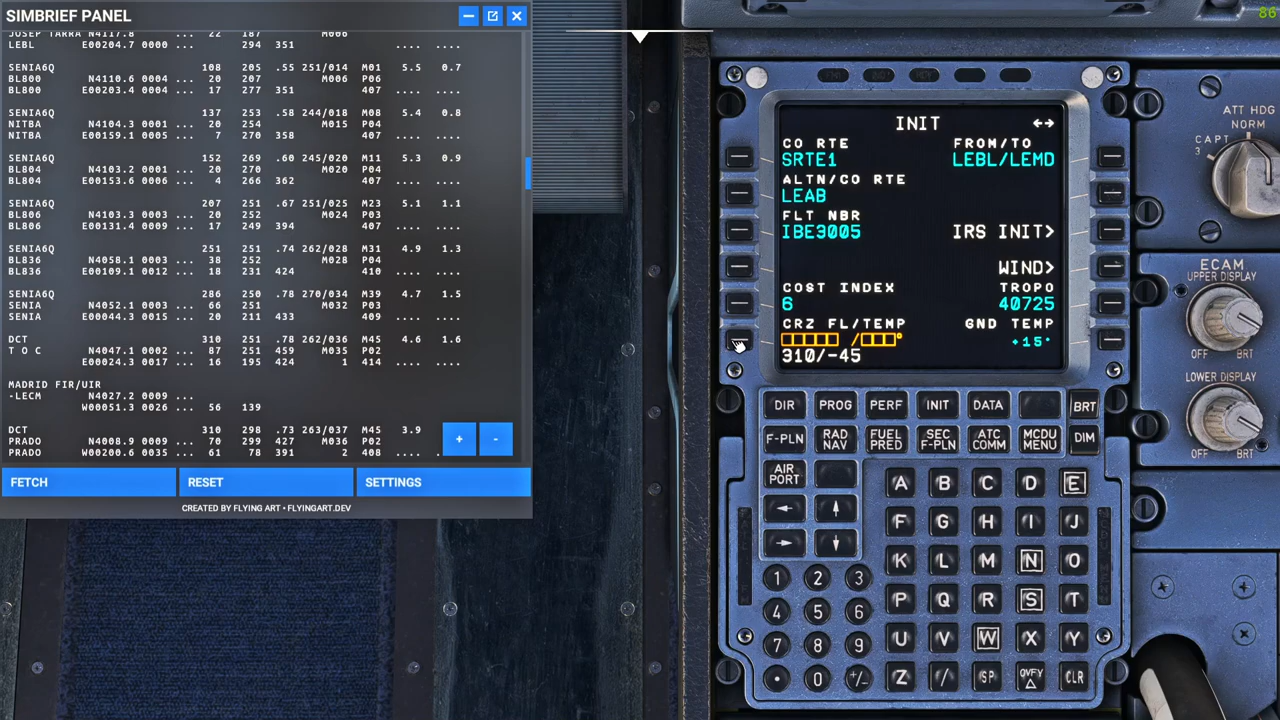 SIMBRIEF PANEL
86
JOSEP TARRA N4117.8 ... 22 187 M006
LEBL E00204.7 0000 294 351 .... ....
SENIA6Q 108 205 .55 251/014 M01 5.5 0.7
BL800 N4110.6 0004 ... 20 207 M006 P06
BL800 E00203.4 0004 17 277 351 407 .... ....
SENIA6Q 137 253 .58 244/018 M08 5.4 0.8
NITBA N4104.3 0001 ... 20 254 M015 P04
NITBA E00159.1 0005 7 270 358 407 .... ....
SENIA6Q 152 269 .60 245/020 M11 5.3 0.9
BL804 N4103.2 0001 ... 20 270 M020 P04
BL804 E00153.6 0006 4 266 362 407 .... ....
SENIA6Q 207 251 .67 251/025 M23 5.1 1.1
BL806 N4103.3 0003 ... 20 252 M024 P03
BL806 E00131.4 0009 17 249 394 407 .... ....
SENIA6Q 251 251 .74 262/028 M31 4.9 1.3
BL836 N4058.1 0003 ... 38 252 M028 P04
BL836 E00109.1 0012 18 231 424 410 .... ....
SENIA6Q 286 250 .78 270/034 M39 4.7 1.5
SENIA N4052.1 0003 ... 66 251 M032 P03
SENIA E00044.3 0015 20 211 433 409 .... ....
DCT 310 251 .78 262/036 M45 4.6 1.6
T O C N4047.1 0002 ... 87 251 459 M035 P02
E00024.3 0017 16 195 424 1 414 .... ....
MADRID FIR/UIR
-LECM N4027.2 0009 ...
W00051.3 0026 56 139
DCT 310 298 .73 263/037 M45 3.9
PRADO N4008.9 0009 ... 70 299 427 M036 P02
PRADO W00200.6 0035 61 78 391 2 408 .... .
+ -
FETCH RESET SETTINGS
CREATED BY FLYING ART • FLYINGART.DEV
INIT ↔
CO RTE FROM/TO
SRTE1 LEBL/LEMD
ALTN/CO RTE
LEAB
FLT NBR
IBE3005 IRS INIT>
WIND>
COST INDEX TROPO
6 40725
CRZ FL/TEMP GND TEMP
▯▯▯▯▯ /▯▯▯° +15°
310/-45
DIR PROG PERF INIT DATA BRT
F-PLN RAD NAV FUEL PRED SEC F-PLN ATC COMM MCDU MENU DIM
AIR PORT
← ↑
→ ↓
A B C D E
F G H I J
K L M N O
P Q R S T
U V W X Y
Z / SP OVFY △ CLR
1 2 3
4 5 6
7 8 9
• 0 +/-
ATT HDG
NORM
CAPT
3
ECAM
UPPER DISPLAY
OFF BRT
LOWER DISPLAY
OFF BRT